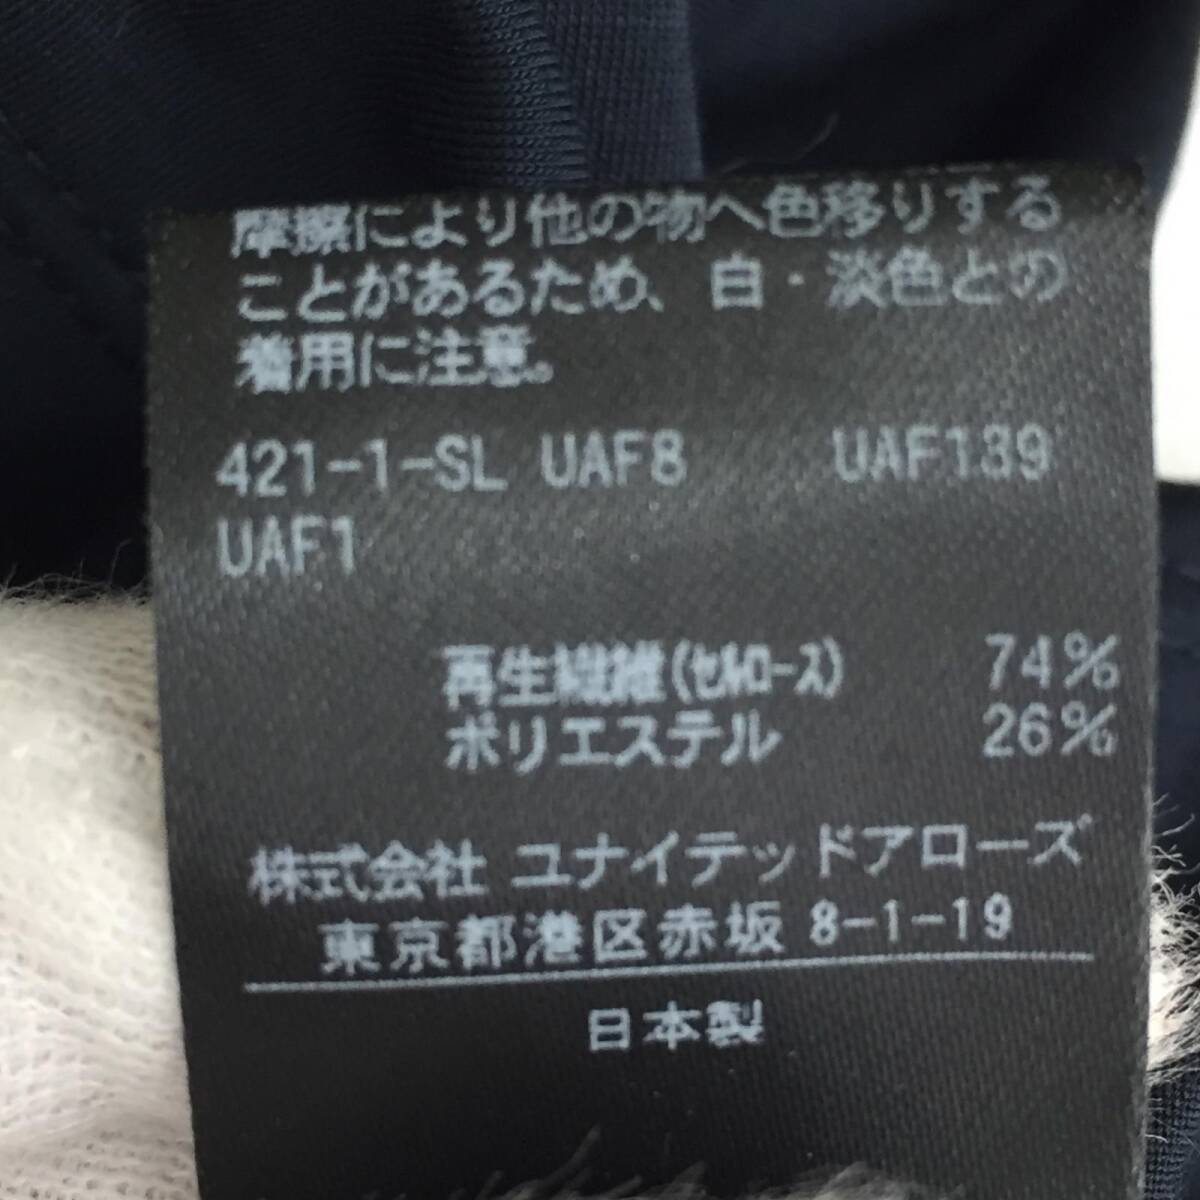 摩擦により他の物へ色移りする
ことがあるため、白・淡色との
着用に注意。
421-1-SL UAF8 UAF139
UAF1
再生繊維(ｾﾙﾛｰｽ) 74%
ポリエステル 26%
株式会社 ユナイテッドアローズ
東京都港区赤坂 8-1-19
日本製